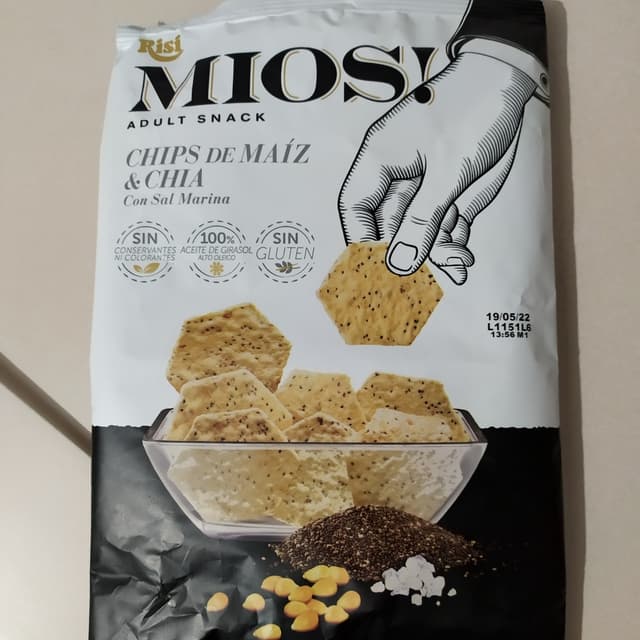 Risi
MIOS!
ADULT SNACK
CHIPS DE MAÍZ
& CHIA
Con Sal Marina
SIN
CONSERVANTES
NI COLORANTES
100%
ACEITE DE GIRASOL
ALTO OLEICO
SIN
GLUTEN
19/05/22
L1151L6
13:56 M1